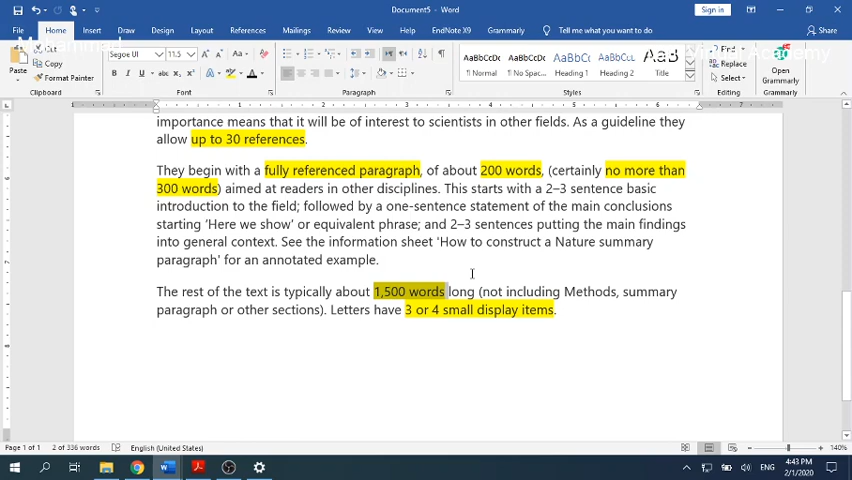 Document5 - Word
Sign in
File Home Insert Design Layout References Mailings Review View EndNote X9 Grammarly Tell me what you want to do
Share
Cut
Copy
Format Painter
Paste
Segoe UI 11.5
Find
Replace
Select
Open
Grammarly
AaBbCcDc AaBbCcDc AaBbCc AaBbCcC AaB
¶ Normal ¶ No Spac... Heading 1 Heading 2 Title
Clipboard Font Paragraph Styles Editing Grammarly
importance means that it will be of interest to scientists in other fields. As a guideline they
allow up to 30 references.
They begin with a fully referenced paragraph, of about 200 words, (certainly no more than
300 words) aimed at readers in other disciplines. This starts with a 2–3 sentence basic
introduction to the field; followed by a one-sentence statement of the main conclusions
starting 'Here we show' or equivalent phrase; and 2–3 sentences putting the main findings
into general context. See the information sheet 'How to construct a Nature summary
paragraph' for an annotated example.
The rest of the text is typically about 1,500 words long (not including Methods, summary
paragraph or other sections). Letters have 3 or 4 small display items.
Page 1 of 1 2 of 336 words English (United States) 140%
ENG
4:43 PM
2/1/2020